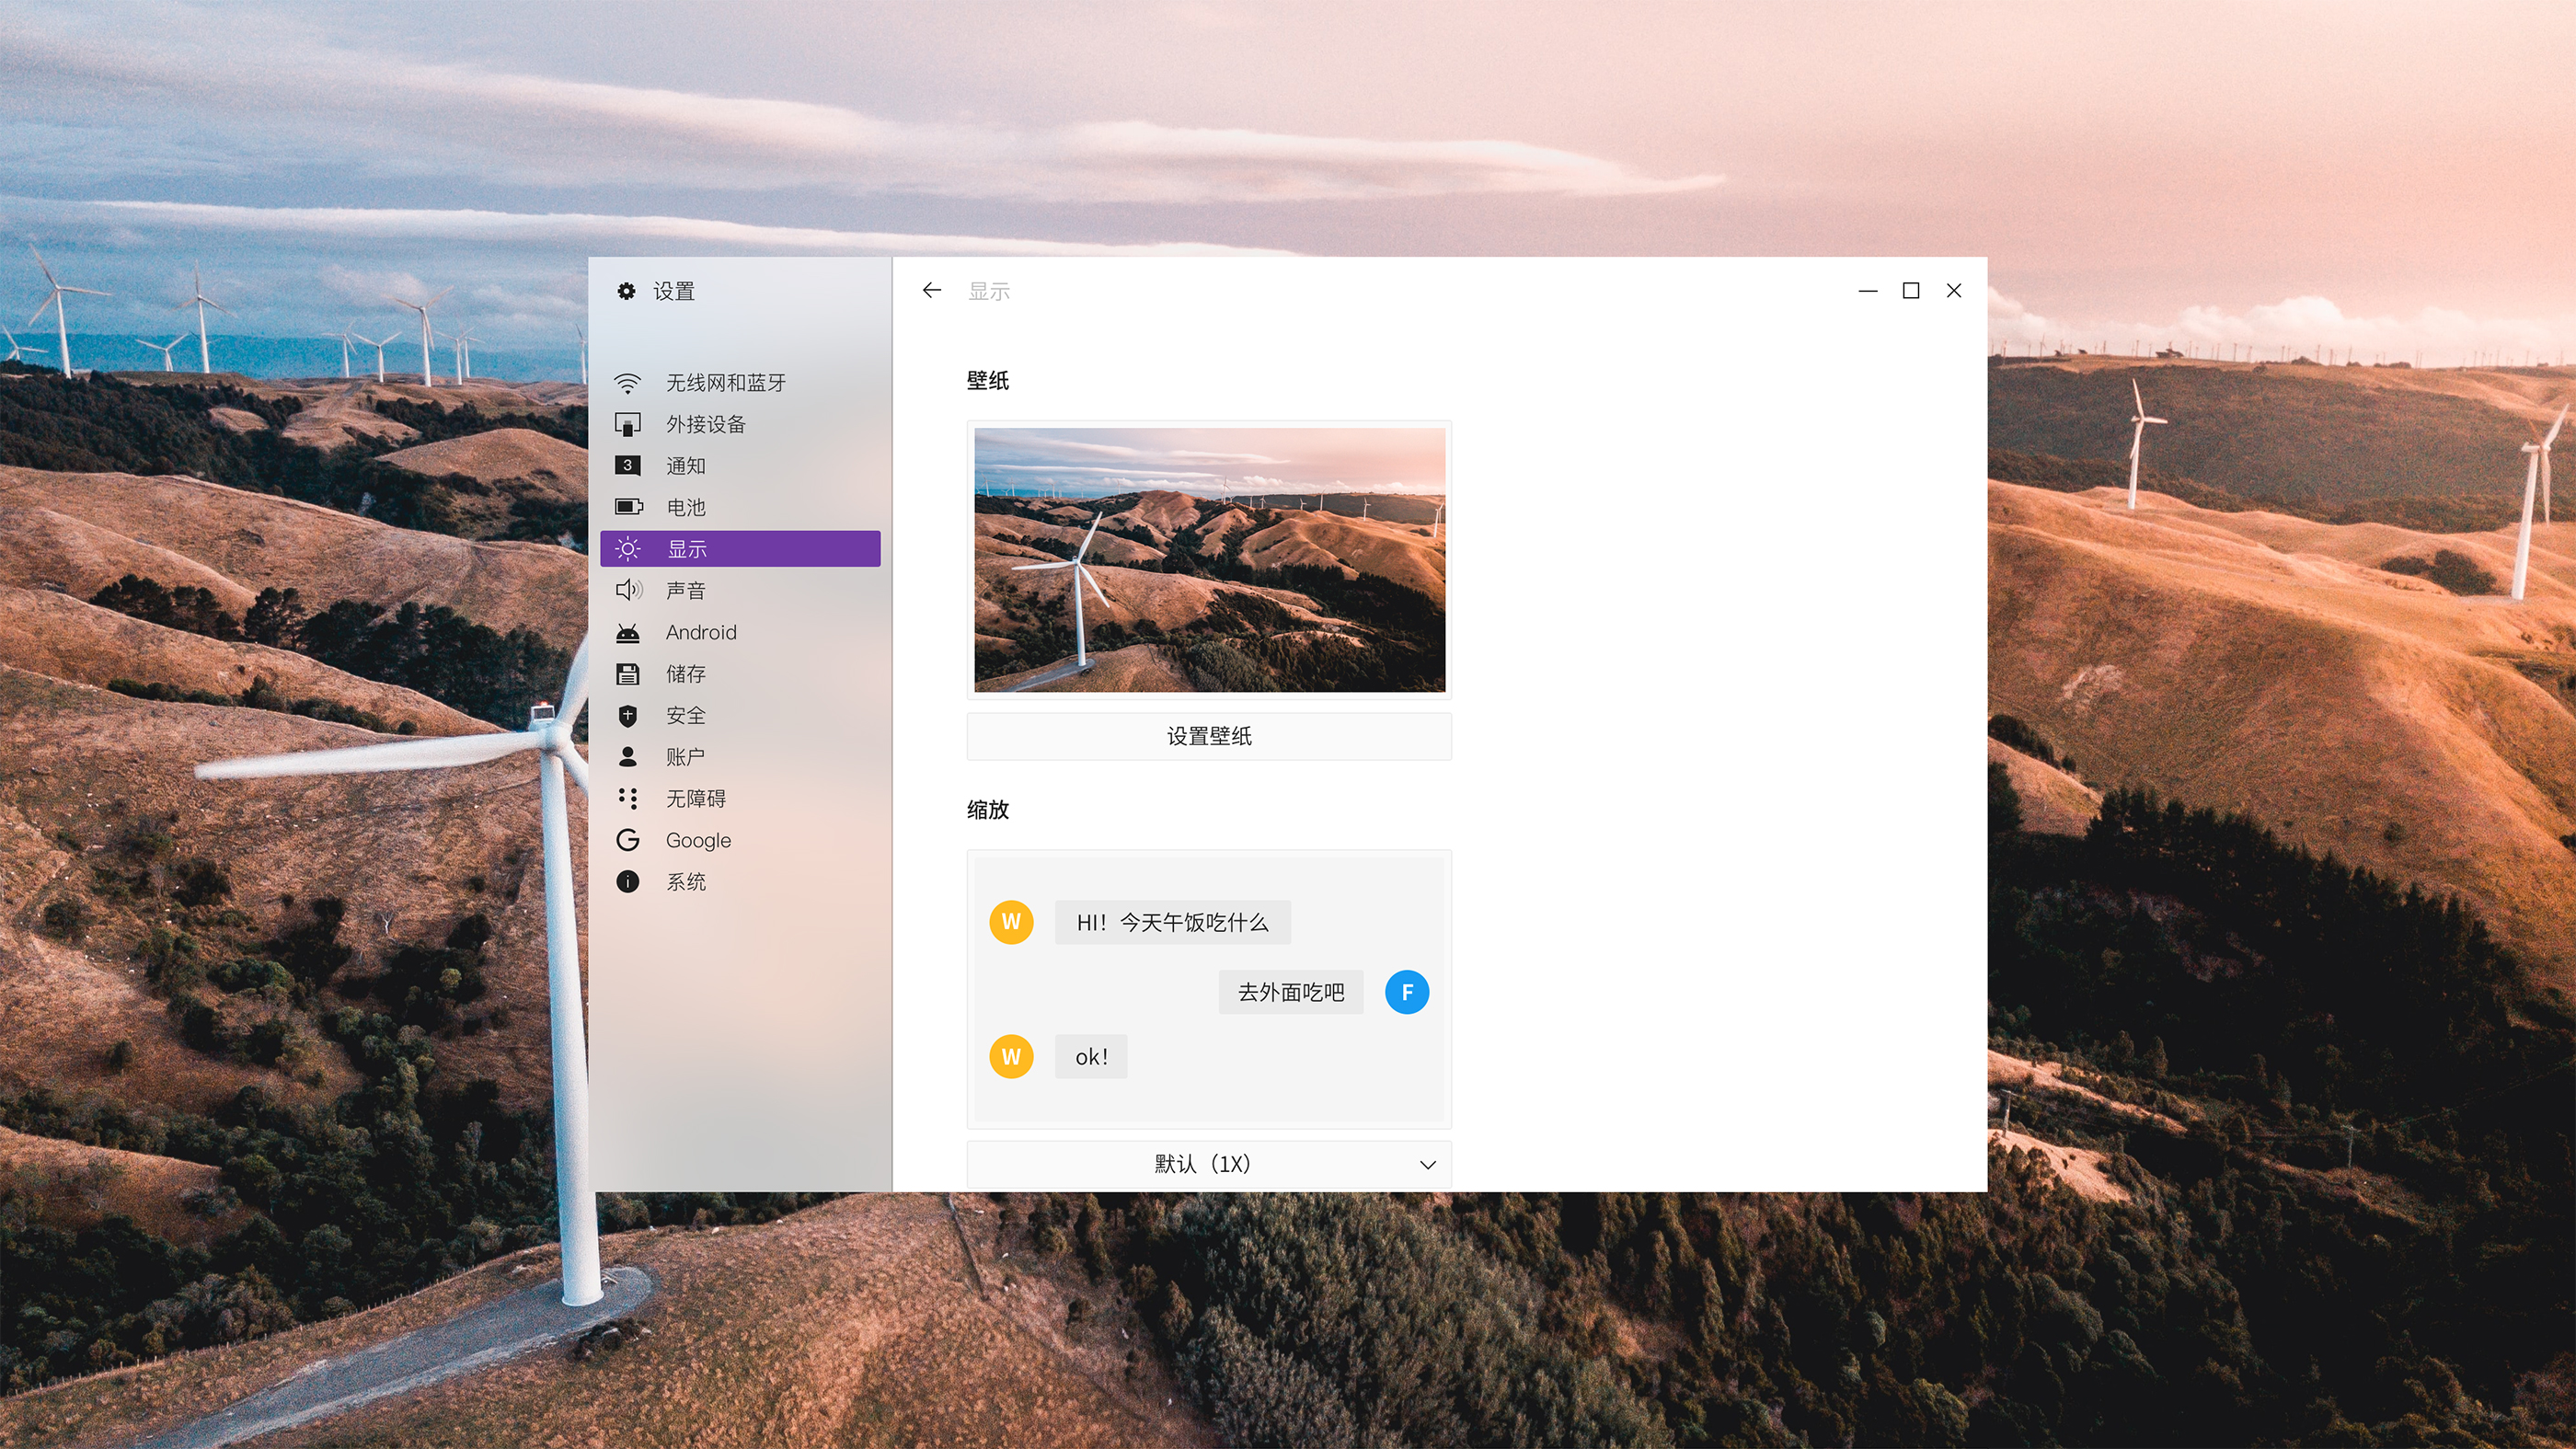 设置
无线网和蓝牙
外接设备
3
通知
电池
显示
声音
Android
储存
安全
账户
无障碍
Google
系统
显示
壁纸
设置壁纸
缩放
W
HI！今天午饭吃什么
去外面吃吧
F
W
ok！
默认（1X）